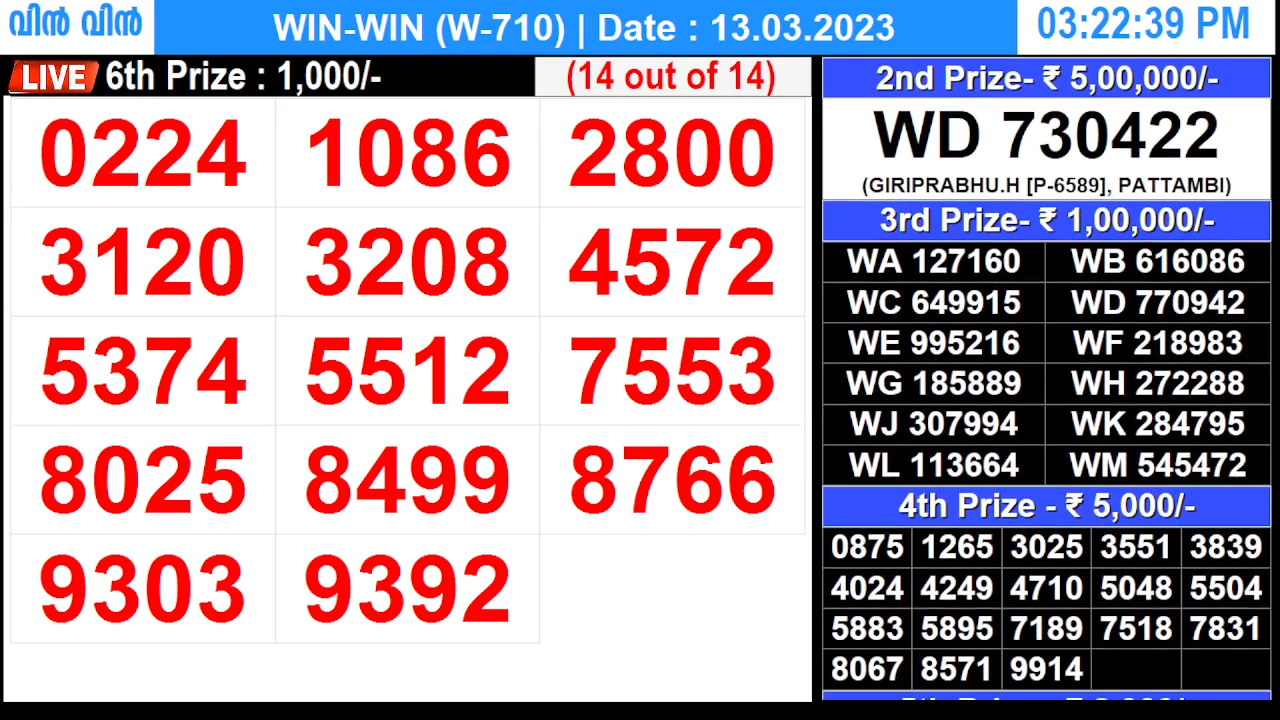 വിൻ വിൻ
WIN-WIN (W-710) | Date : 13.03.2023
03:22:39 PM
LIVE 6th Prize : 1,000/-
(14 out of 14)
0224 1086 2800
3120 3208 4572
5374 5512 7553
8025 8499 8766
9303 9392
2nd Prize- ₹ 5,00,000/-
WD 730422
(GIRIPRABHU.H [P-6589], PATTAMBI)
3rd Prize- ₹ 1,00,000/-
WA 127160 WB 616086
WC 649915 WD 770942
WE 995216 WF 218983
WG 185889 WH 272288
WJ 307994 WK 284795
WL 113664 WM 545472
4th Prize - ₹ 5,000/-
0875 1265 3025 3551 3839
4024 4249 4710 5048 5504
5883 5895 7189 7518 7831
8067 8571 9914